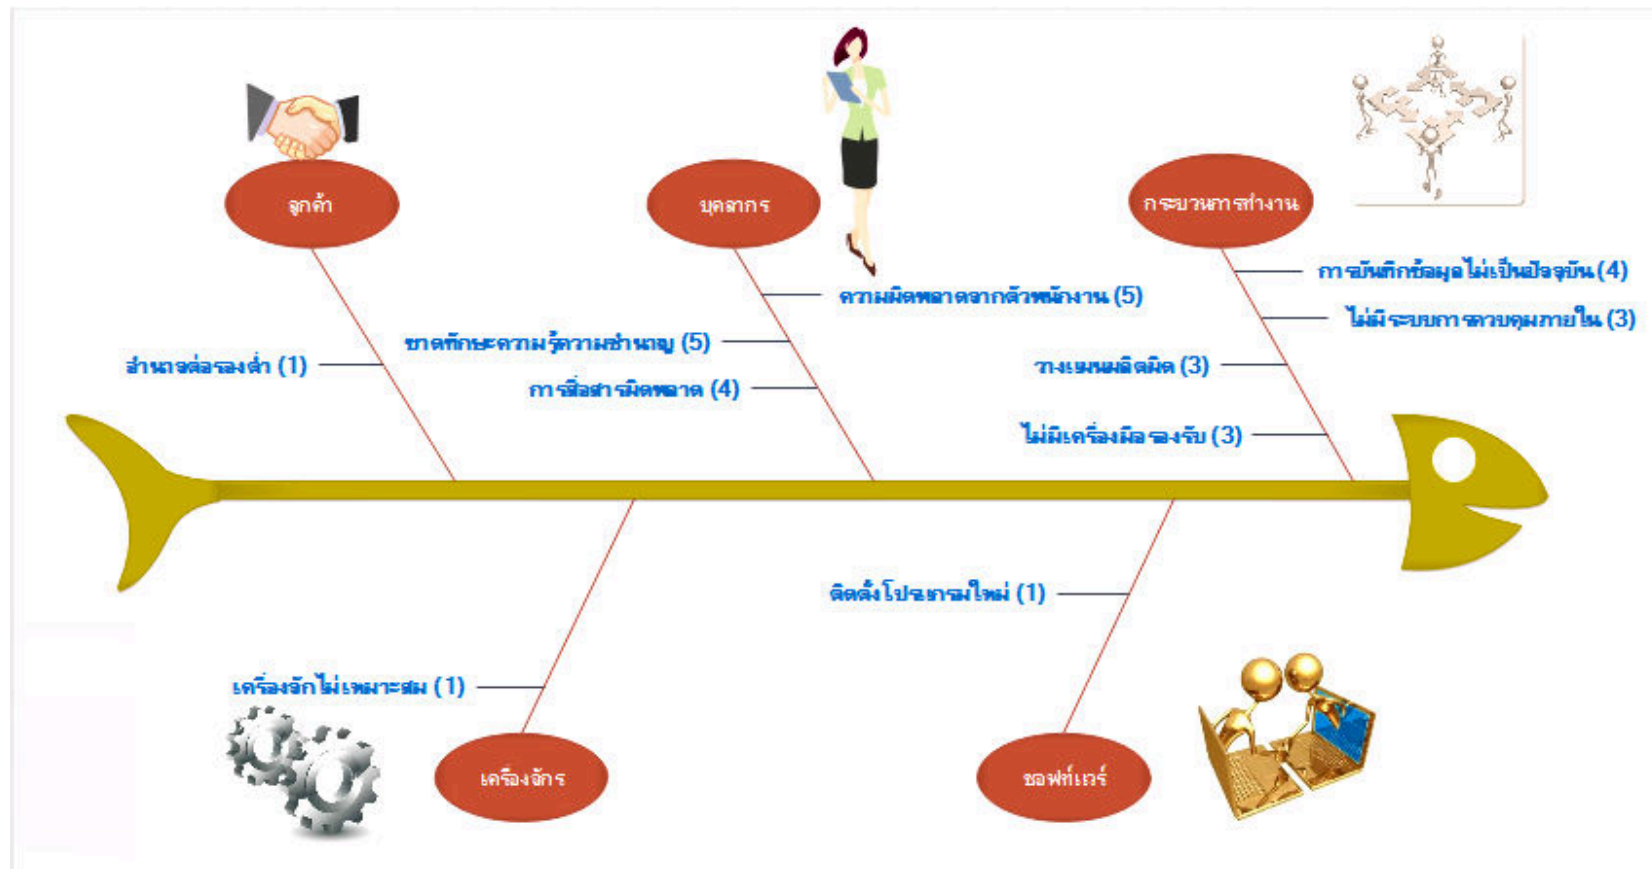 ลูกค้า
บุคลากร
กระบวนการทำงาน
การบันทึกข้อมูลไม่เป็นปัจจุบัน (4)
ความผิดพลาดจากตัวพนักงาน (5)
ไม่มีระบบการควบคุมภายใน (3)
ขาดทักษะความรู้ความชำนาญ (5)
อำนาจต่อรองต่ำ (1)
วางแผนผลิตผิด (3)
การสื่อสารผิดพลาด (4)
ไม่มีเครื่องมือรองรับ (3)
ติดตั้งโปรแกรมใหม่ (1)
เครื่องจักไม่เหมาะสม (1)
เครื่องจักร
ซอฟท์แวร์